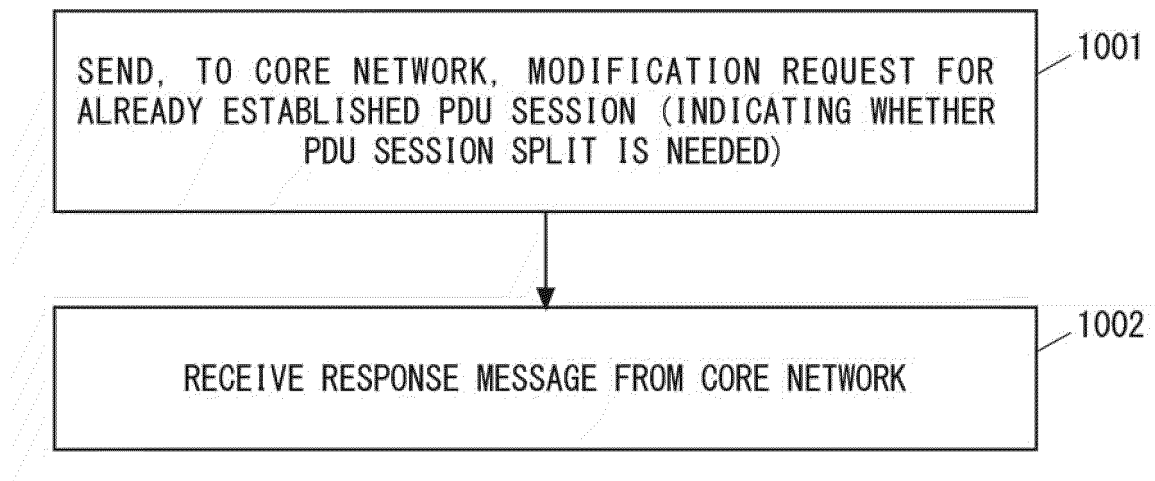 SEND, TO CORE NETWORK, MODIFICATION REQUEST FOR
ALREADY ESTABLISHED PDU SESSION (INDICATING WHETHER
PDU SESSION SPLIT IS NEEDED)
1001
RECEIVE RESPONSE MESSAGE FROM CORE NETWORK
1002